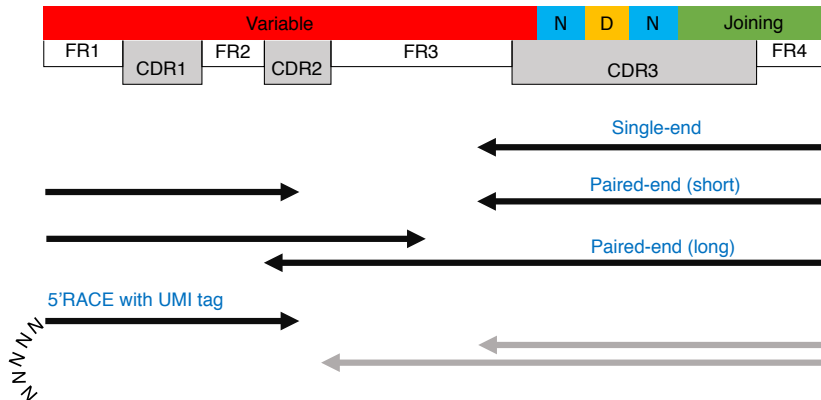 Variable N D N Joining
FR1 CDR1 FR2 CDR2 FR3 CDR3 FR4
Single-end
Paired-end (short)
Paired-end (long)
5'RACE with UMI tag
N
N
N
N
N
N